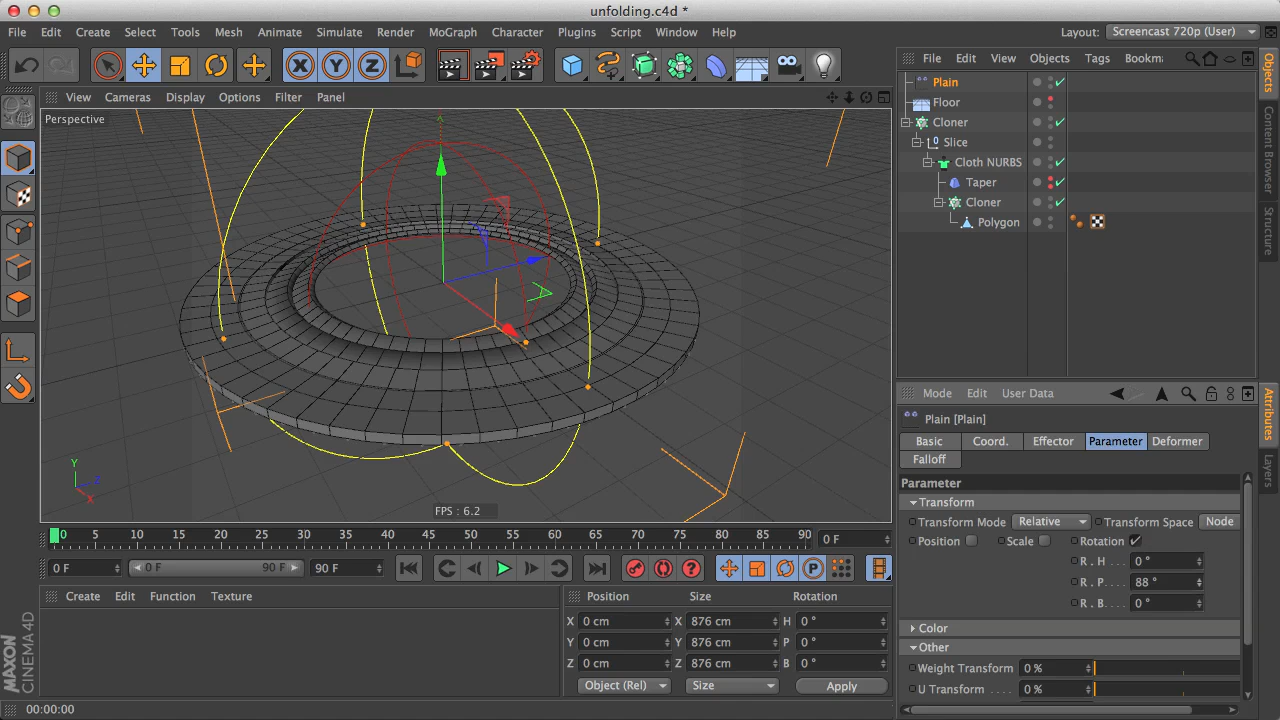 unfolding.c4d *
File Edit Create Select Tools Mesh Animate Simulate Render MoGraph Character Plugins Script Window Help
Layout: Screencast 720p (User)
X Y Z
File Edit View Objects Tags Bookm
View Cameras Display Options Filter Panel
Perspective
Plain
Floor
Cloner
0 Slice
Cloth NURBS
Taper
Cloner
Polygon
Objects
Content Browser
Structure
Y
Z
X
FPS : 6.2
Mode Edit User Data
Plain [Plain]
Basic Coord. Effector Parameter Deformer
Falloff
Attributes
Layers
Parameter
Transform
Transform Mode Relative Transform Space Node
Position Scale Rotation
R . H 0 °
R . P 88 °
R . B 0 °
Color
Other
Weight Transform 0 %
U Transform 0 %
0 5 10 15 20 25 30 35 40 45 50 55 60 65 70 75 80 85 90 0 F
0 F 0 F 90 F 90 F
P
Create Edit Function Texture
Position Size Rotation
X 0 cm X 876 cm H 0 °
Y 0 cm Y 876 cm P 0 °
Z 0 cm Z 876 cm B 0 °
Object (Rel) Size Apply
MAXON
CINEMA4D
00:00:00